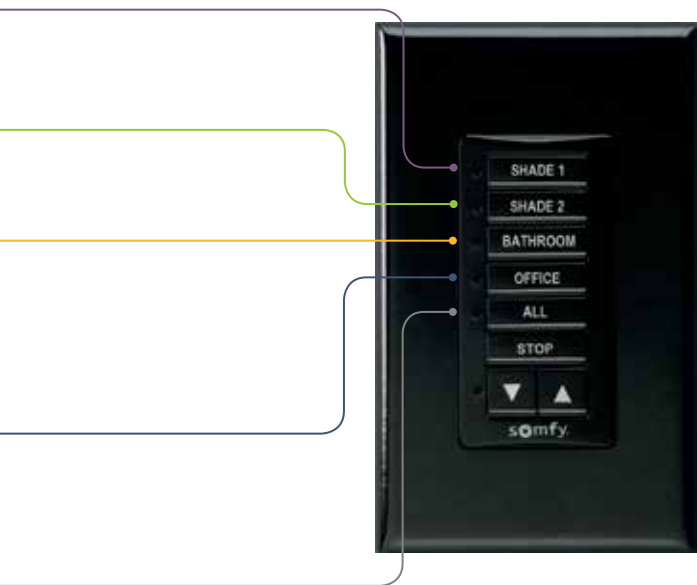 SHADE 1
SHADE 2
BATHROOM
OFFICE
ALL
STOP
somfy.